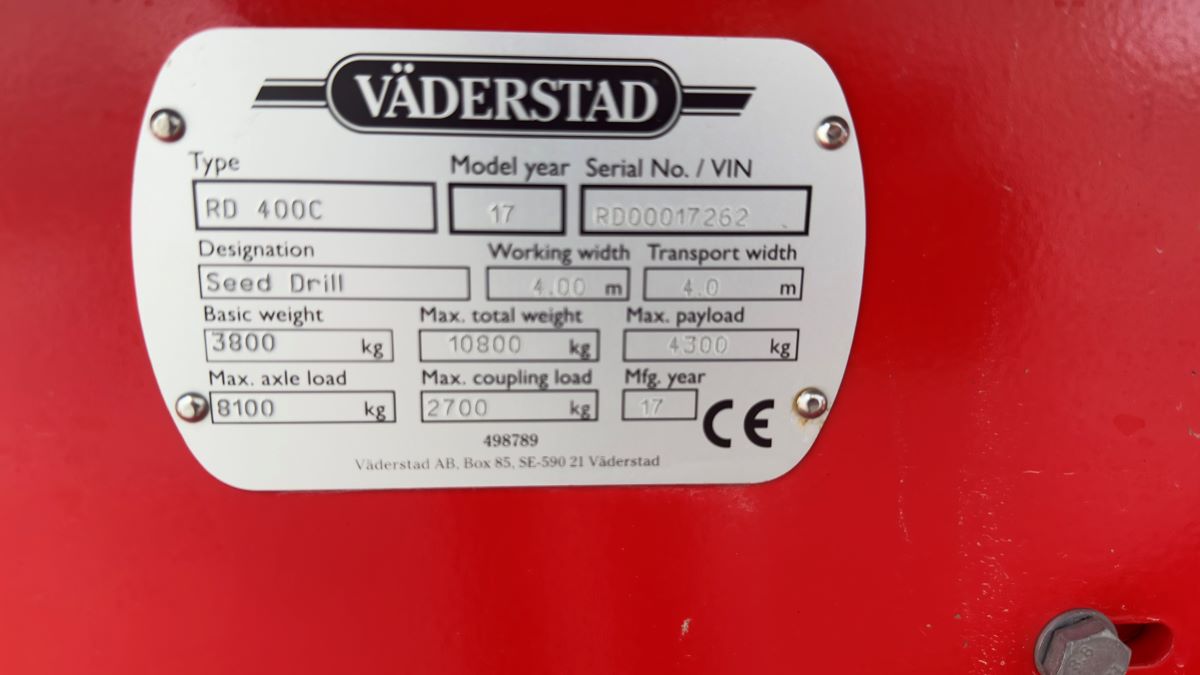 VÄDERSTAD
Type Model year Serial No. / VIN
RD 400C 17 RD00017262
Designation Working width Transport width
Seed Drill 4.00 m 4.0 m
Basic weight Max. total weight Max. payload
3800 kg 10800 kg 4300 kg
Max. axle load Max. coupling load Mfg. year
8100 kg 2700 kg 17
CE
498789
Väderstad AB, Box 85, SE-590 21 Väderstad
8.8